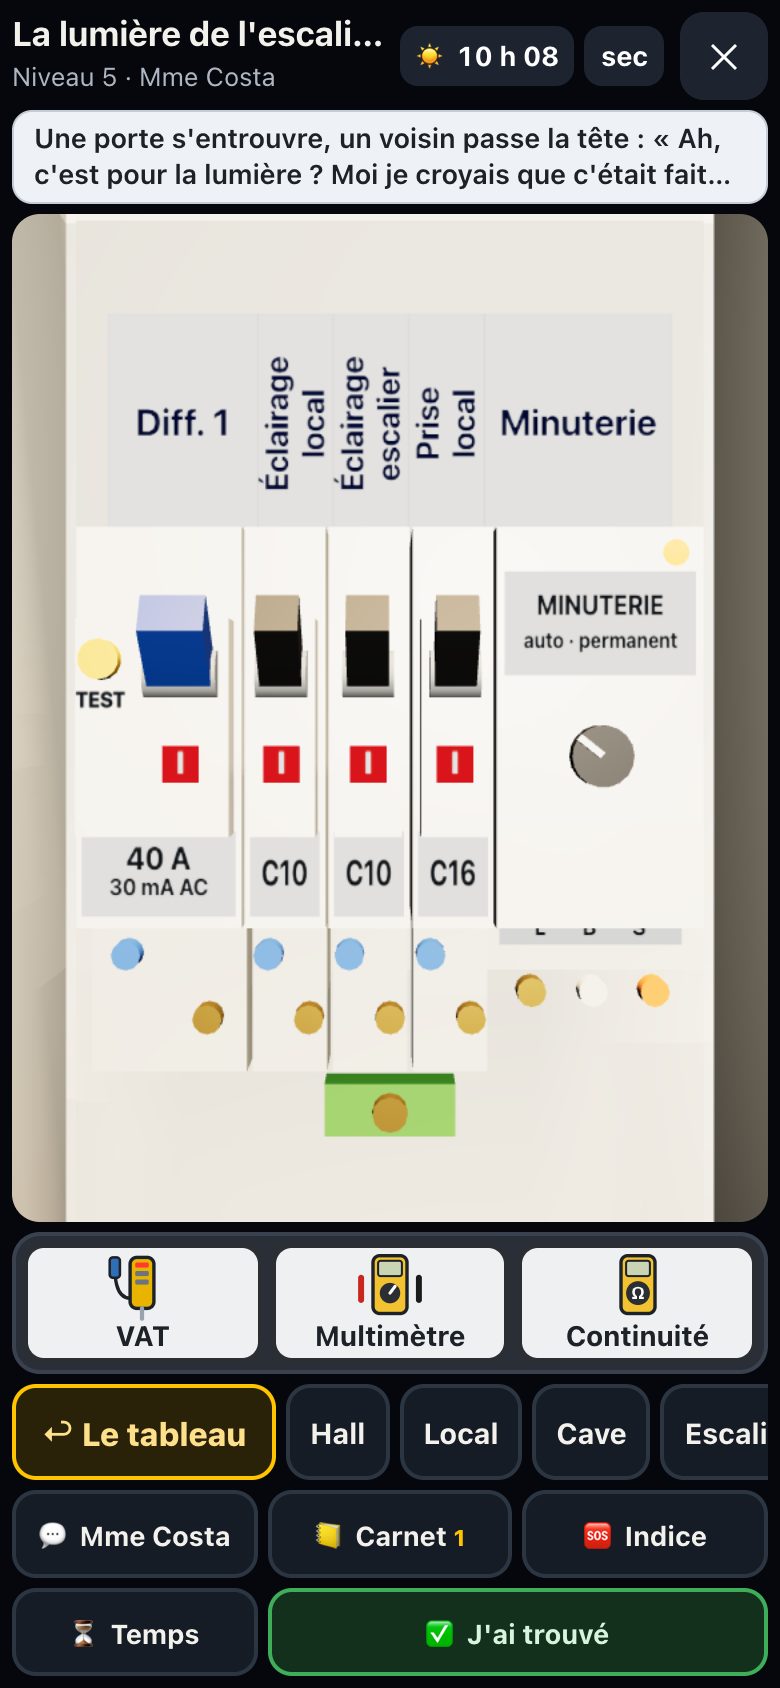 La lumière de l'escali...
Niveau 5 · Mme Costa
10 h 08
sec
Une porte s'entrouvre, un voisin passe la tête : « Ah,
c'est pour la lumière ? Moi je croyais que c'était fait...
Diff. 1
Éclairage
local
Éclairage
escalier
Prise
local
Minuterie
MINUTERIE
auto · permanent
TEST
I
I
I
I
40 A
30 mA AC
C10
C10
C16
VAT
Multimètre
Ω
Continuité
Le tableau
Hall
Local
Cave
Escali
Mme Costa
Carnet 1
SOS
Indice
Temps
J'ai trouvé